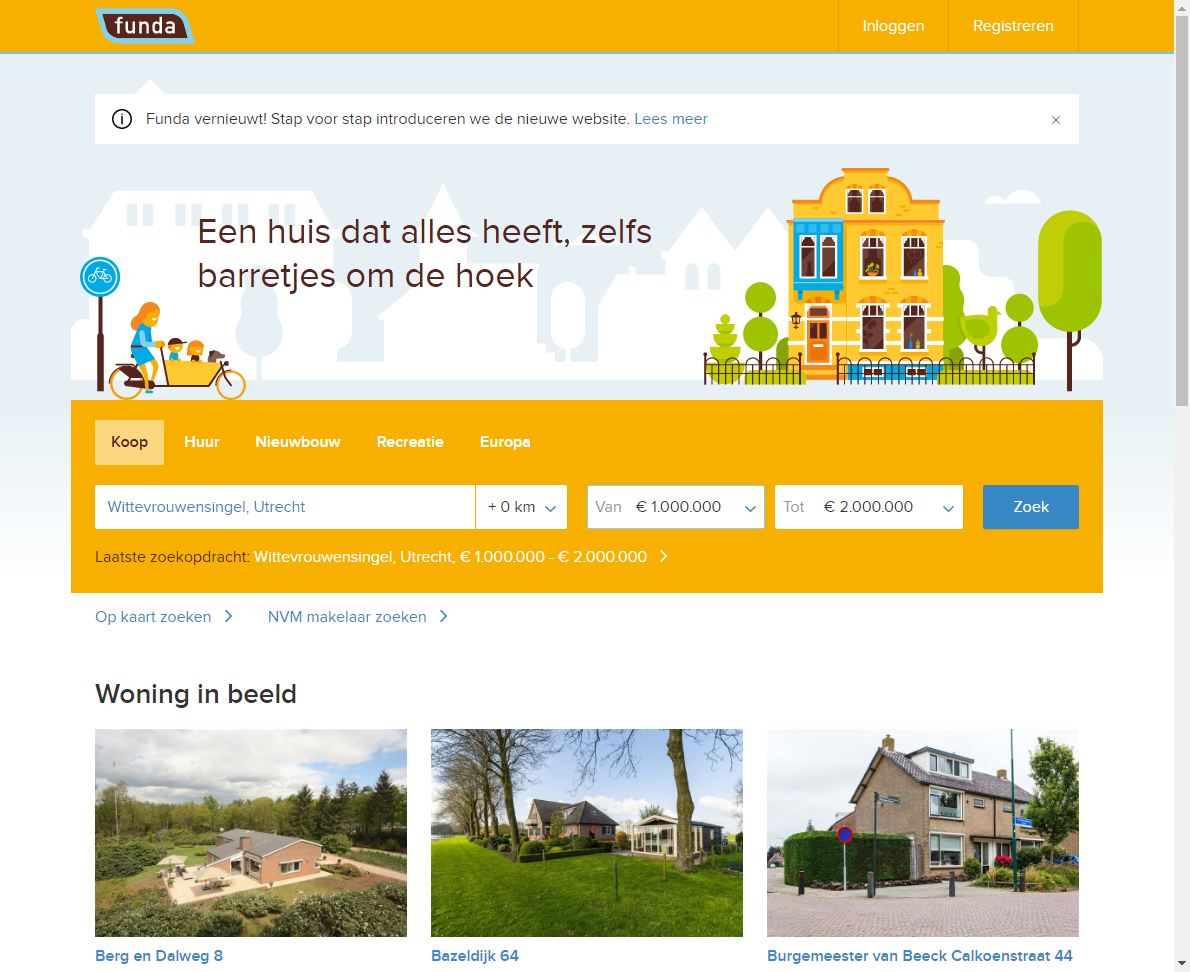 funda
Inloggen
Registreren
Funda vernieuwt! Stap voor stap introduceren we de nieuwe website. Lees meer
Een huis dat alles heeft, zelfs
barretjes om de hoek
Koop Huur Nieuwbouw Recreatie Europa
Wittevrouwensingel, Utrecht + 0 km Van € 1.000.000 Tot € 2.000.000 Zoek
Laatste zoekopdracht: Wittevrouwensingel, Utrecht, € 1.000.000 - € 2.000.000
Op kaart zoeken NVM makelaar zoeken
Woning in beeld
Berg en Dalweg 8 Bazeldijk 64 Burgemeester van Beeck Calkoenstraat 44